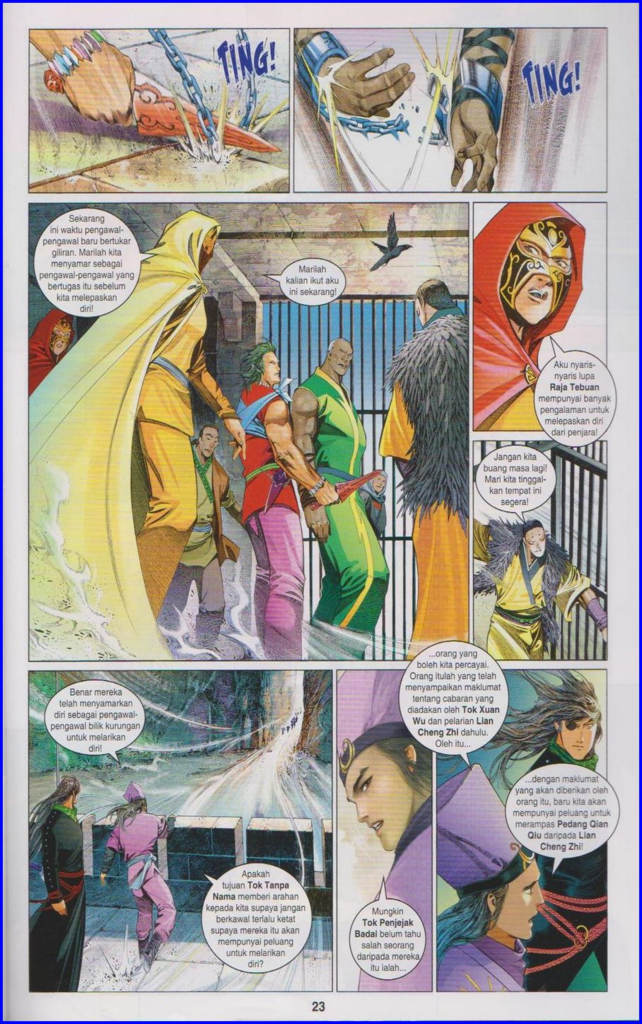 TING!
TING!
Sekarang
ini waktu pengawal-
pengawal baru bertukar
giliran. Marilah kita
menyamar sebagai
pengawal-pengawal yang
bertugas itu sebelum
kita melepaskan
diri!
Marilah
kalian ikut aku
ini sekarang!
Aku nyaris-
nyaris lupa
Raja Tebuan
mempunyai banyak
pengalaman untuk
melepaskan diri
dari penjara!
Jangan kita
buang masa lagi!
Mari kita tinggal-
kan tempat ini
segera!
Benar mereka
telah menyamarkan
diri sebagai pengawal-
pengawal bilik kurungan
untuk melarikan
diri!
Apakah
tujuan Tok Tanpa
Nama memberi arahan
kepada kita supaya jangan
berkawal terlalu ketat
supaya mereka itu akan
mempunyai peluang
untuk melarikan
diri?
Mungkin
Tok Penjejak
Badai belum tahu
salah seorang
daripada mereka
itu ialah...
...orang yang
boleh kita percayai.
Orang itulah yang telah
menyampaikan maklumat
tentang cabaran yang
diadakan oleh Tok Xuan
Wu dan pelarian Lian
Cheng Zhi dahulu.
Oleh itu...
...dengan maklumat
yang akan diberikan oleh
orang itu, baru kita akan
mempunyai peluang untuk
merampas Pedang Qian
Qiu daripada Lian
Cheng Zhi!
23